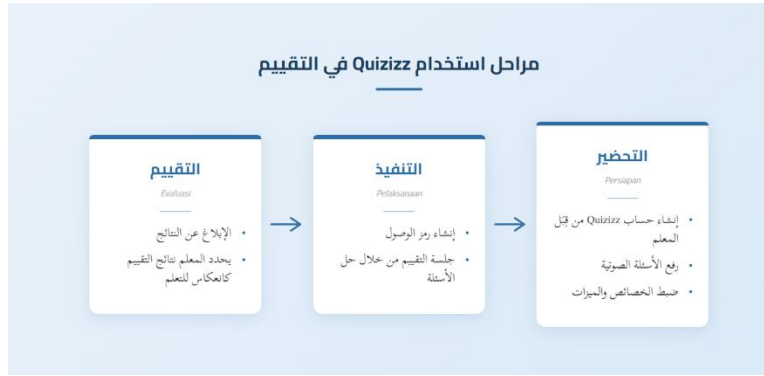 مراحل استخدام Quizizz في التقييم
التحضير
Persiapan
• إنشاء حساب Quizizz من قِبَل
المعلم
• رفع الأسئلة الصوتية
• ضبط الخصائص والميزات
التنفيذ
Pelaksanaan
• إنشاء رمز الوصول
• جلسة التقييم من خلال حل
الأسئلة
التقييم
Evaluasi
• الإبلاغ عن النتائج
• يحدد المعلم نتائج التقييم
كانعكاس للتعلم